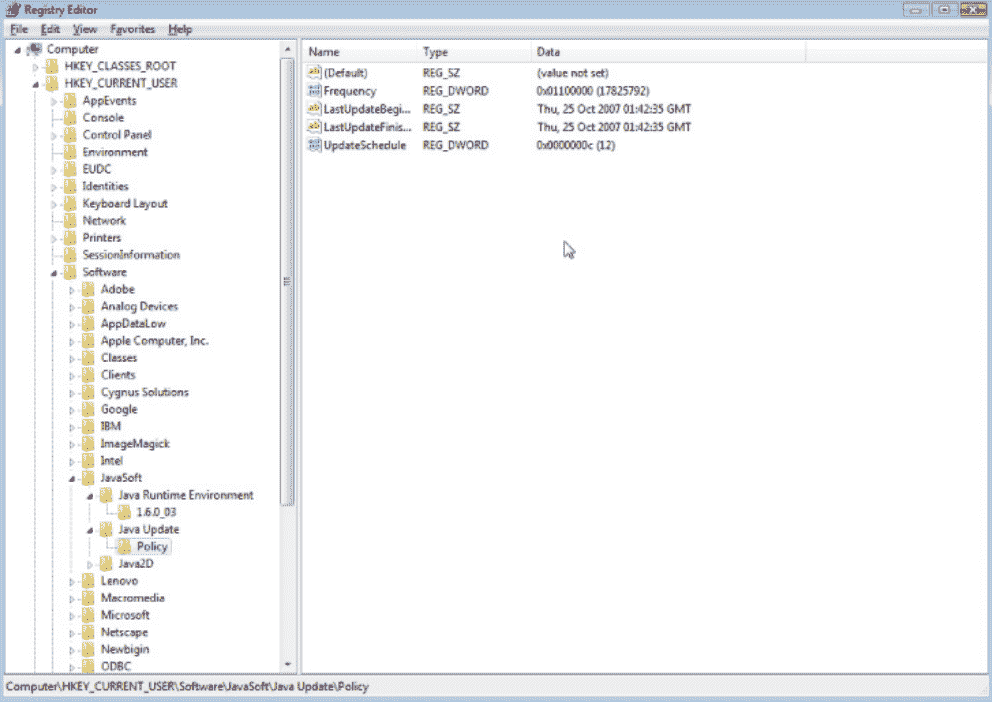 Registry Editor
File Edit View Favorites Help
Computer
HKEY_CLASSES_ROOT
HKEY_CURRENT_USER
AppEvents
Console
Control Panel
Environment
EUDC
Identities
Keyboard Layout
Network
Printers
SessionInformation
Software
Adobe
Analog Devices
AppDataLow
Apple Computer, Inc.
Classes
Clients
Cygnus Solutions
Google
IBM
ImageMagick
Intel
JavaSoft
Java Runtime Environment
1.6.0_03
Java Update
Policy
Java2D
Lenovo
Macromedia
Microsoft
Netscape
Newbigin
ODBC
Name Type Data
(Default) REG_SZ (value not set)
Frequency REG_DWORD 0x01100000 (17825792)
LastUpdateBegi... REG_SZ Thu, 25 Oct 2007 01:42:35 GMT
LastUpdateFinis... REG_SZ Thu, 25 Oct 2007 01:42:35 GMT
UpdateSchedule REG_DWORD 0x0000000c (12)
Computer\HKEY_CURRENT_USER\Software\JavaSoft\Java Update\Policy